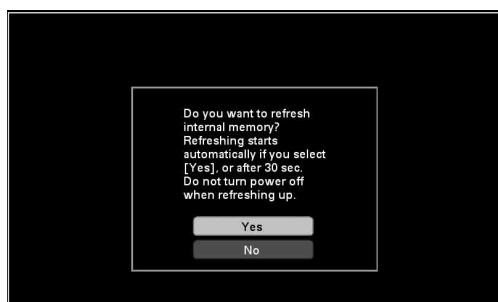 Do you want to refresh
internal memory?
Refreshing starts
automatically if you select
[Yes], or after 30 sec.
Do not turn power off
when refreshing up.
Yes
No